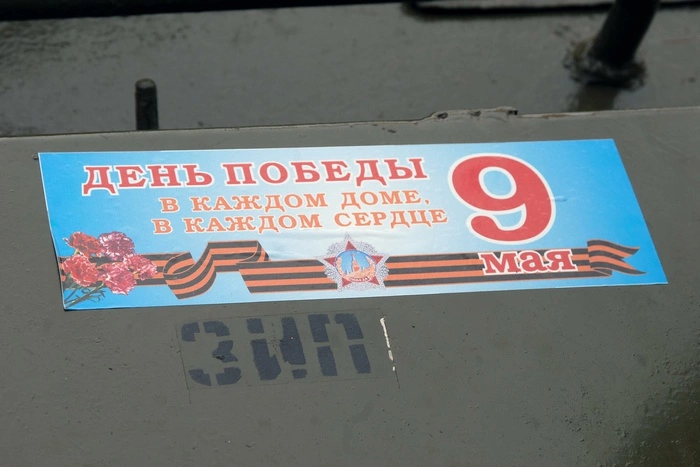 ДЕНЬ ПОБЕДЫ
В КАЖДОМ ДОМЕ,
В КАЖДОМ СЕРДЦЕ
9
мая
ЗИП